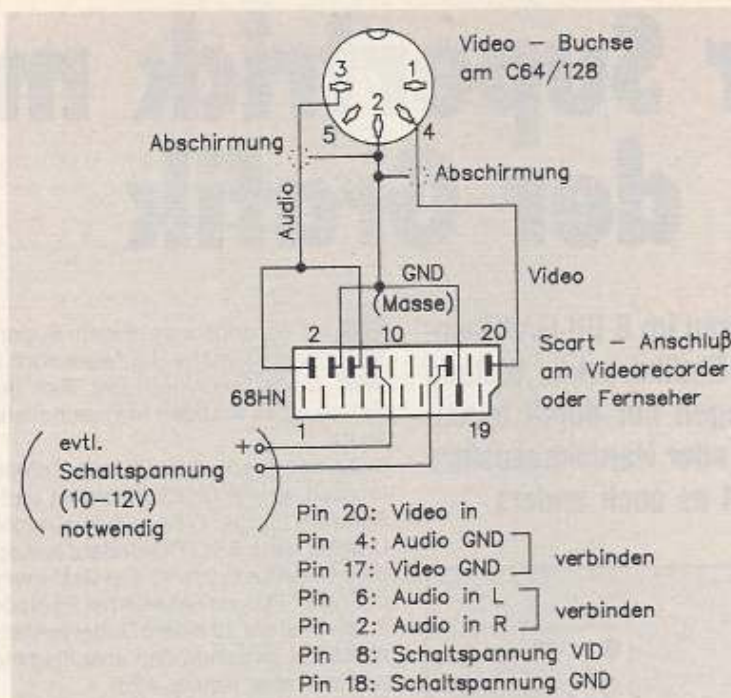 Video - Buchse
am C64/128
3
1
2
5
4
Abschirmung
Abschirmung
Audio
GND
(Masse)
Video
2
10
20
Scart - Anschluß
am Videorecorder
oder Fernseher
68HN
1
19
evtl.
Schaltspannung
(10-12V)
notwendig
+
Pin 20: Video in
Pin 4: Audio GND
Pin 17: Video GND
verbinden
Pin 6: Audio in L
Pin 2: Audio in R
verbinden
Pin 8: Schaltspannung VID
Pin 18: Schaltspannung GND